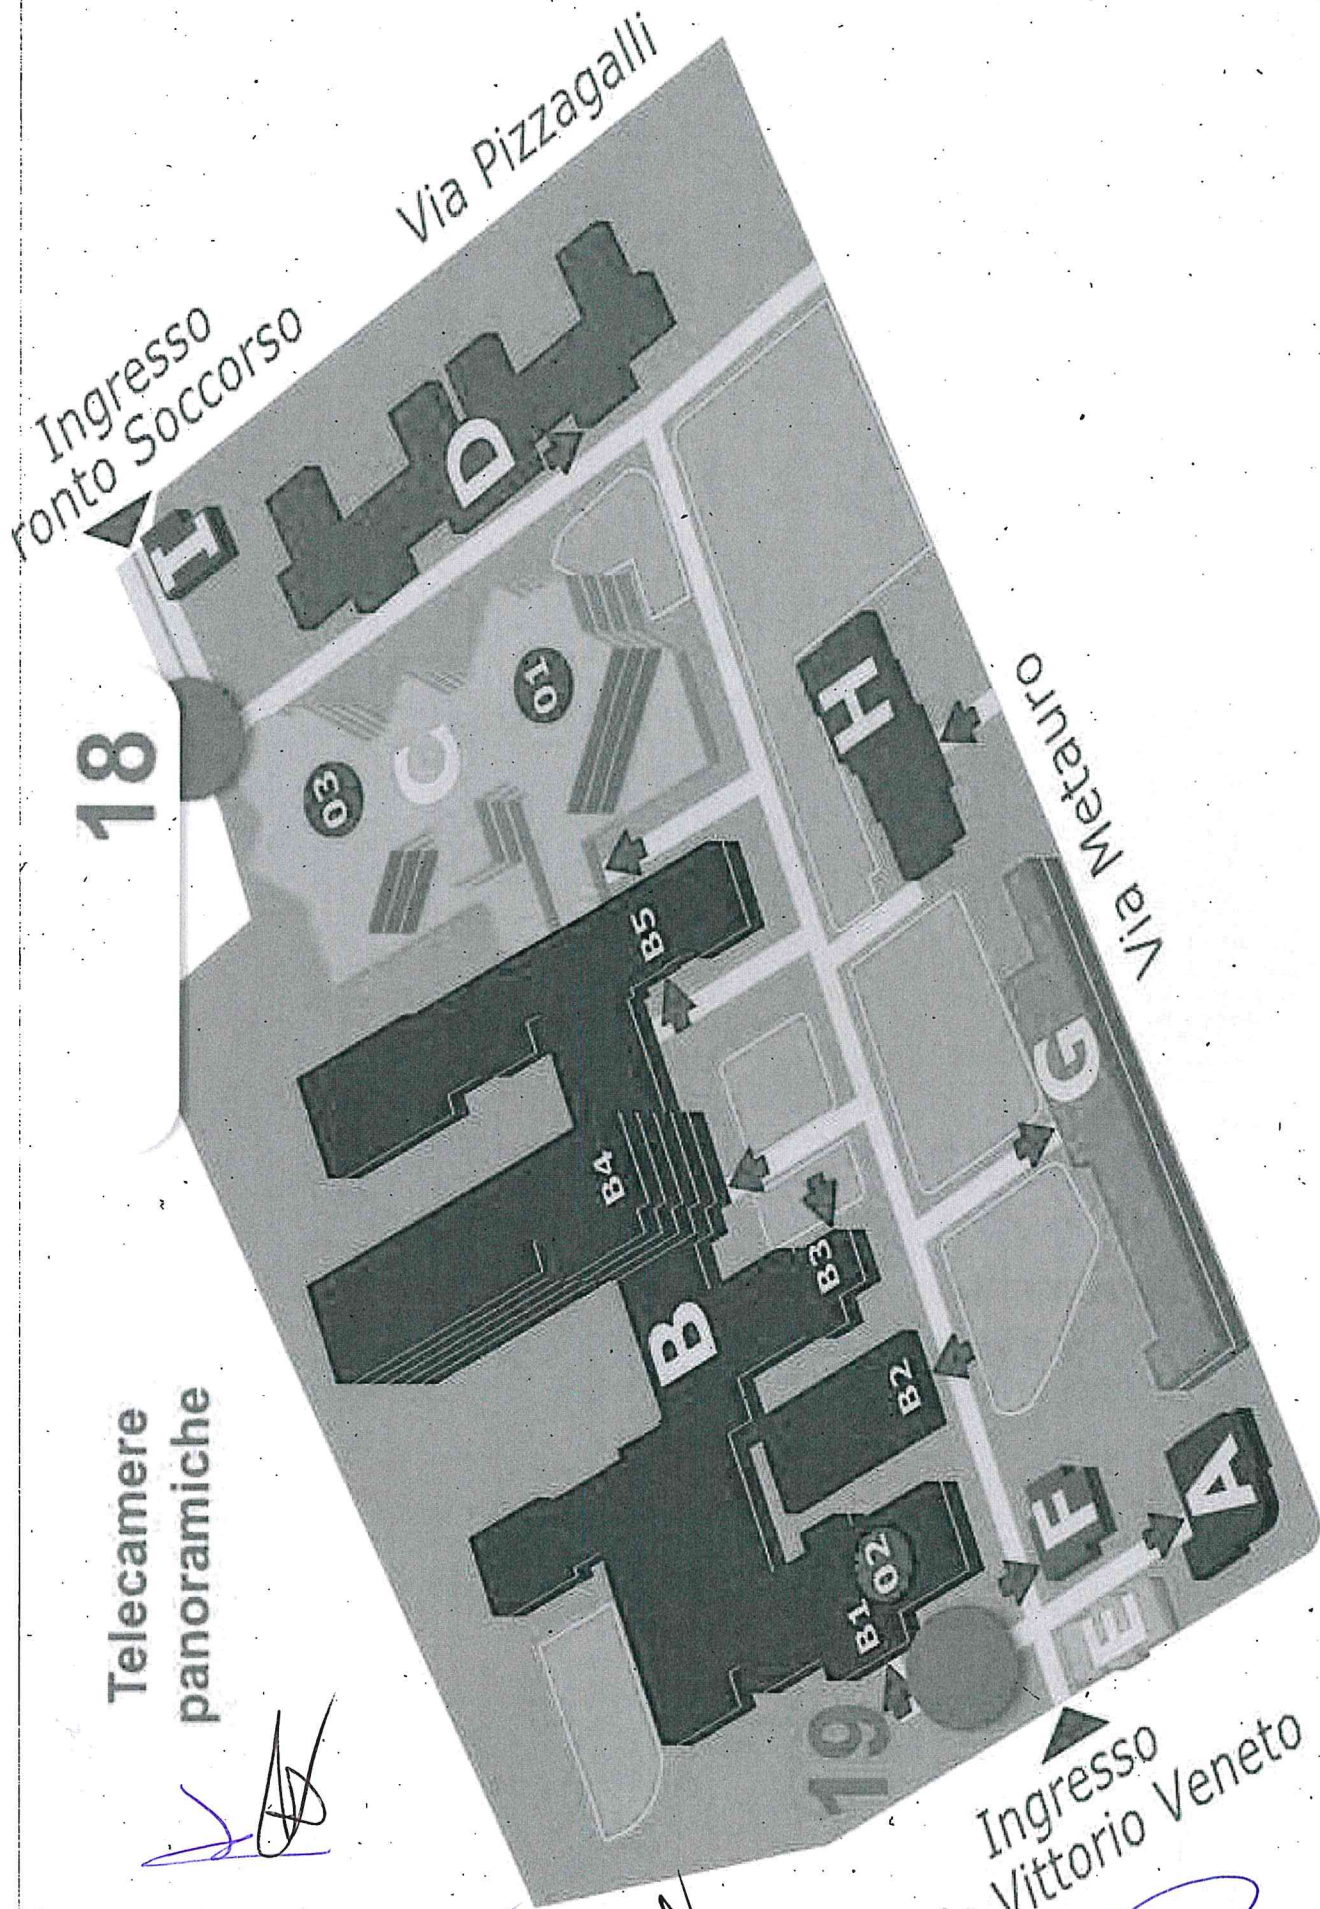 Telecamere
panoramiche
18
Ingresso
ronto Soccorso
Via Pizzagalli
I
D
03
C
01
H
Via Metauro
B5
B4
B
B3
B2
G
B1
02
F
A
E
19
Ingresso
Vittorio Veneto